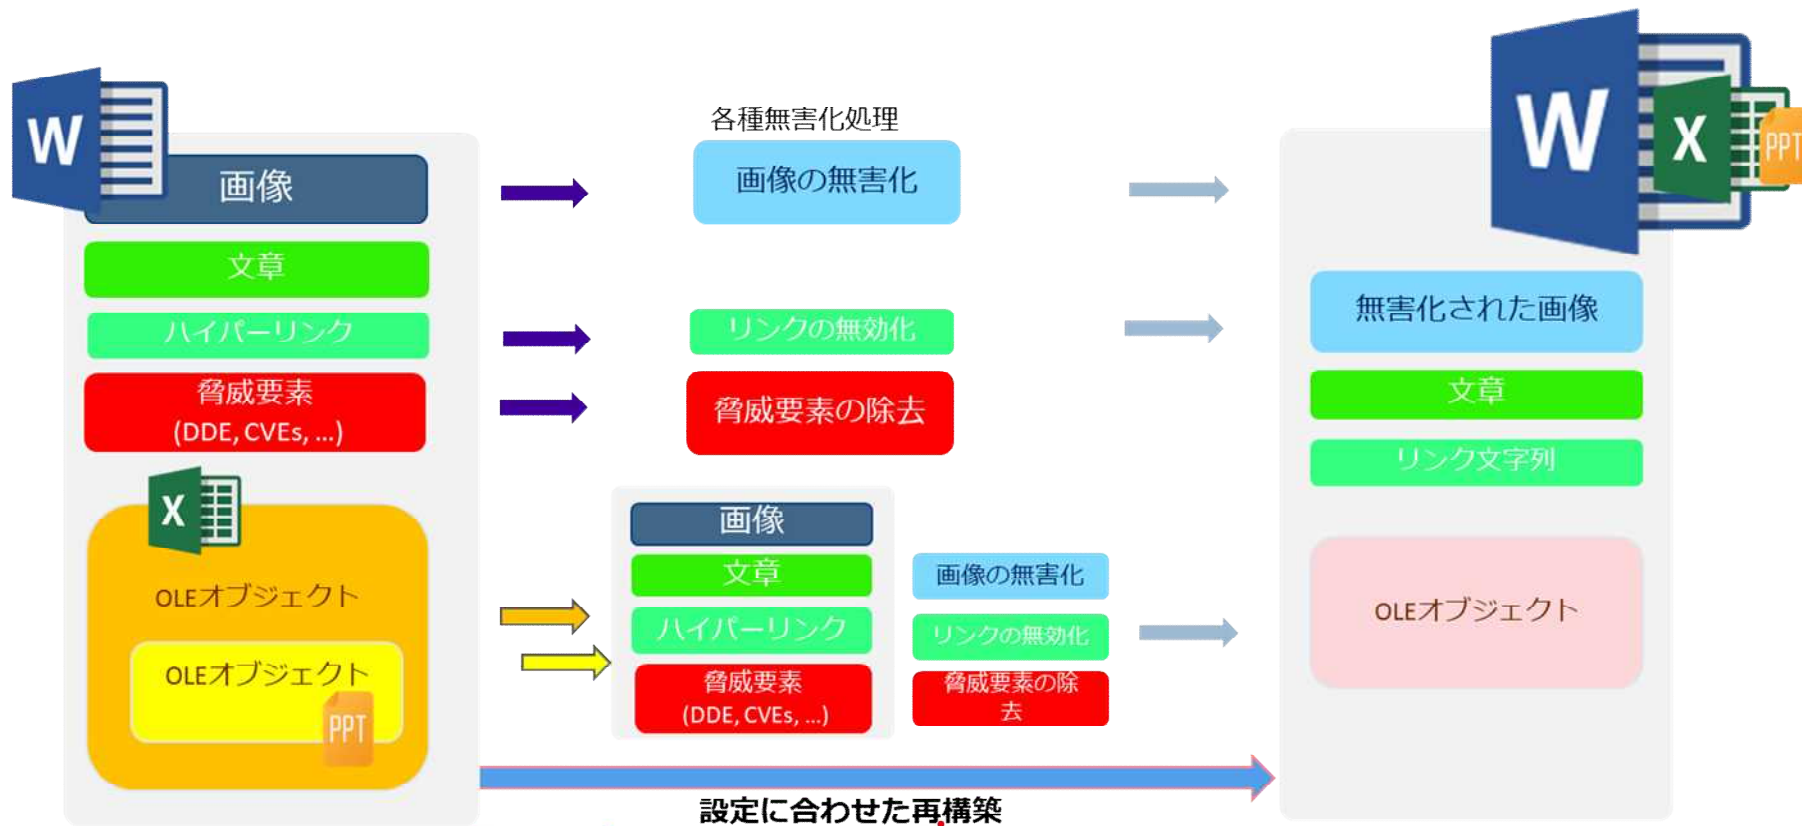 W
画像
文章
ハイパーリンク
脅威要素
(DDE, CVEs, ...)
X
OLEオブジェクト
OLEオブジェクト
PPT
各種無害化処理
画像の無害化
リンクの無効化
脅威要素の除去
画像
文章
ハイパーリンク
脅威要素
(DDE, CVEs, ...)
画像の無害化
リンクの無効化
脅威要素の除
去
W
X
PPT
無害化された画像
文章
リンク文字列
OLEオブジェクト
設定に合わせた再構築